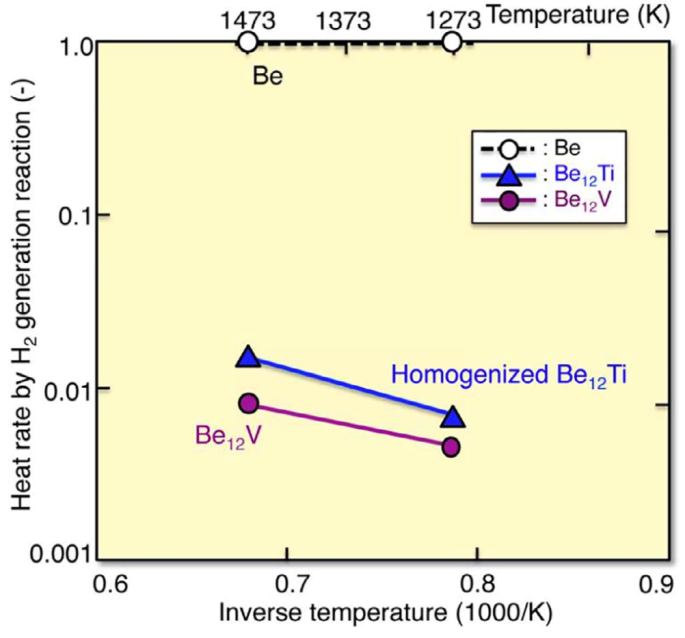 1473 1373 1273 Temperature (K)
1.0
Be
: Be
: Be₁₂Ti
: Be₁₂V
0.1
Heat rate by H₂ generation reaction (-)
Homogenized Be₁₂Ti
0.01
Be₁₂V
0.001
0.6 0.7 0.8 0.9
Inverse temperature (1000/K)